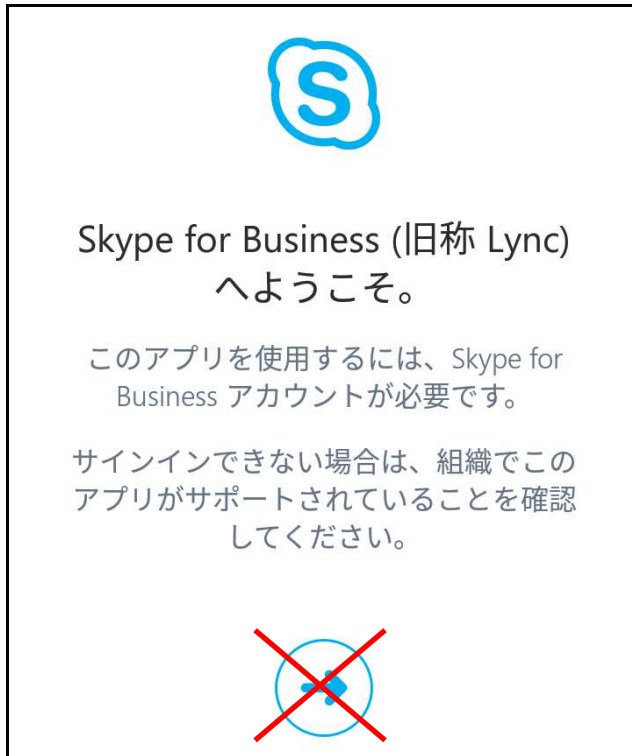 Skype for Business (旧称 Lync)
へようこそ。
このアプリを使用するには、Skype for
Business アカウントが必要です。
サインインできない場合は、組織でこの
アプリがサポートされていることを確認
してください。